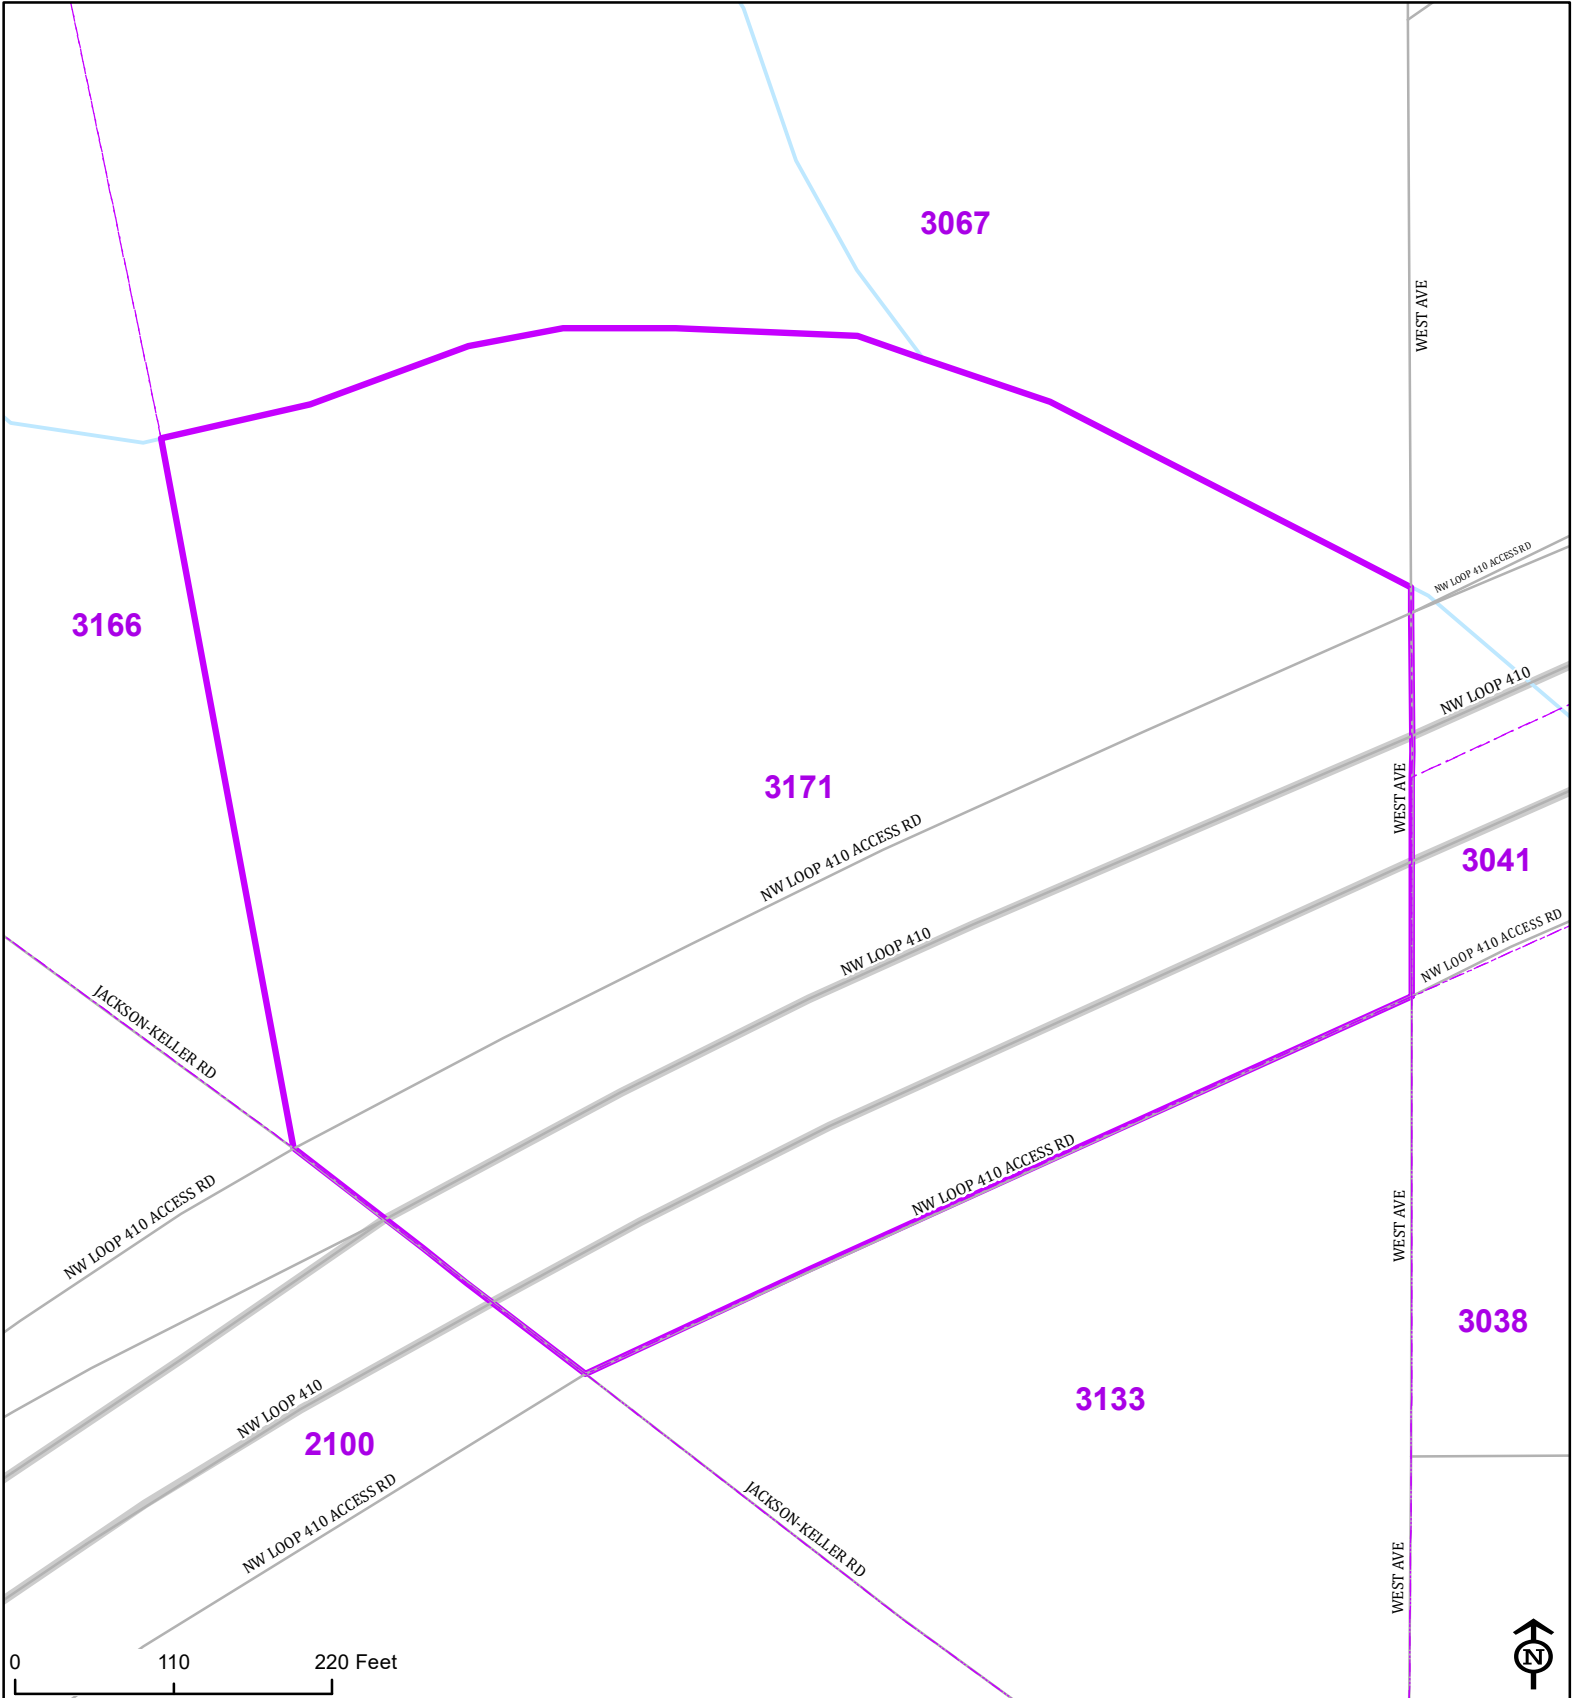 3067
WEST AVE
NW LOOP 410 ACCESS RD
3166
NW LOOP 410
3171
WEST AVE
NW LOOP 410 ACCESS RD
3041
NW LOOP 410
NW LOOP 410 ACCESS RD
JACKSON-KELLER RD
NW LOOP 410 ACCESS RD
NW LOOP 410 ACCESS RD
WEST AVE
3038
NW LOOP 410
3133
2100
NW LOOP 410 ACCESS RD
JACKSON-KELLER RD
WEST AVE
0 110 220 Feet
N